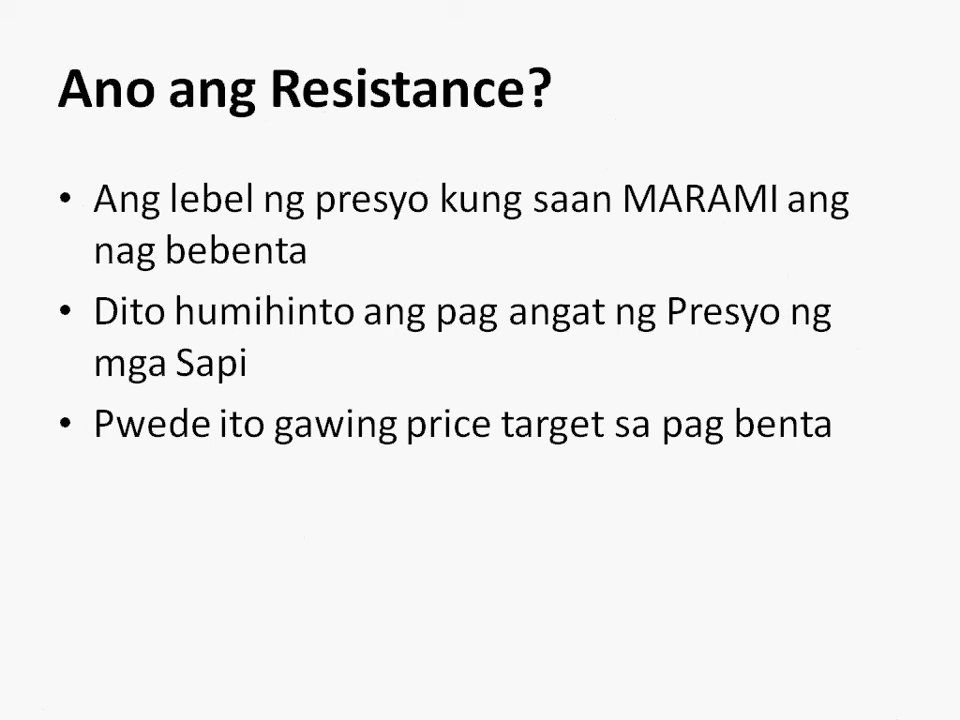 Ano ang Resistance?
• Ang lebel ng presyo kung saan MARAMI ang
nag bebenta
• Dito humihinto ang pag angat ng Presyo ng
mga Sapi
• Pwede ito gawing price target sa pag benta